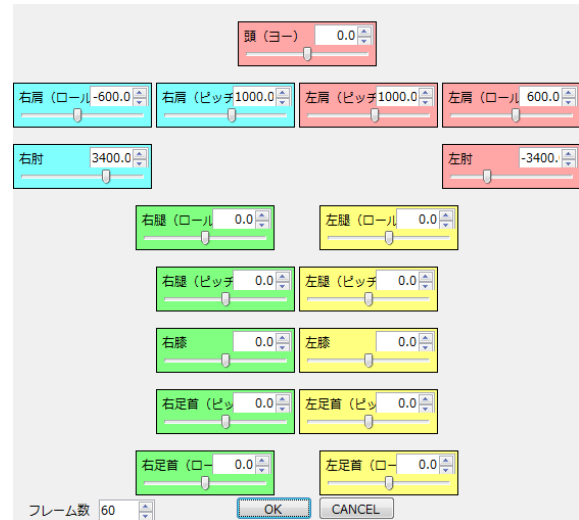 頭（ヨー） 0.0
右肩（ロール -600.0 右肩（ピッチ 1000.0 左肩（ピッチ 1000.0 左肩（ロール 600.0
右肘 3400.0 左肘 -3400.
右腿（ロール 0.0 左腿（ロール 0.0
右腿（ピッチ 0.0 左腿（ピッチ 0.0
右膝 0.0 左膝 0.0
右足首（ピッ 0.0 左足首（ピッ 0.0
右足首（ロー 0.0 左足首（ロー 0.0
フレーム数 60 OK CANCEL